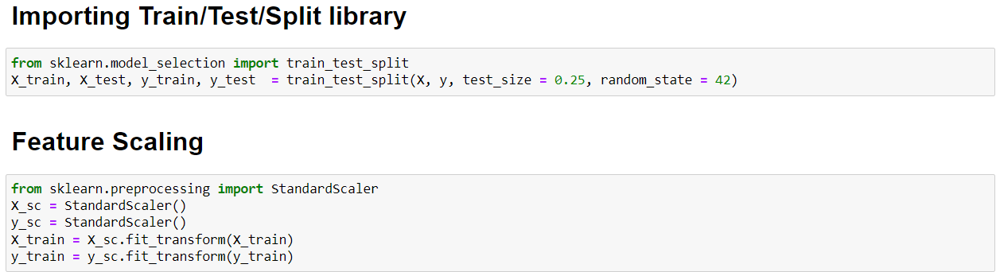 Importing Train/Test/Split library
from sklearn.model_selection import train_test_split
X_train, X_test, y_train, y_test  = train_test_split(X, y, test_size = 0.25, random_state = 42)
Feature Scaling
from sklearn.preprocessing import StandardScaler
X_sc = StandardScaler()
y_sc = StandardScaler()
X_train = X_sc.fit_transform(X_train)
y_train = y_sc.fit_transform(y_train)